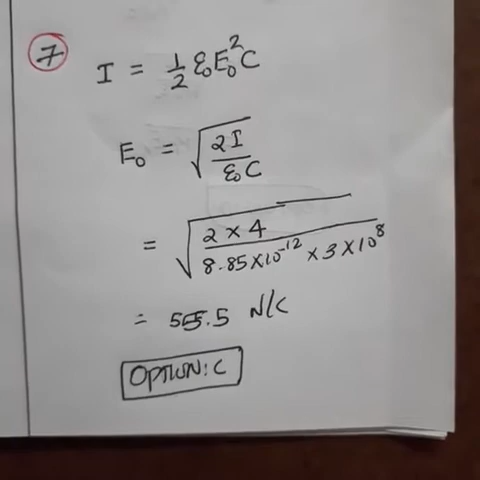 7
I = 1/2 ε₀E₀²C
E₀ = √(2I/ε₀C)
= √(2 × 4/8.85×10⁻¹² × 3×10⁸)
= 55.5 N/C
OPTION: C